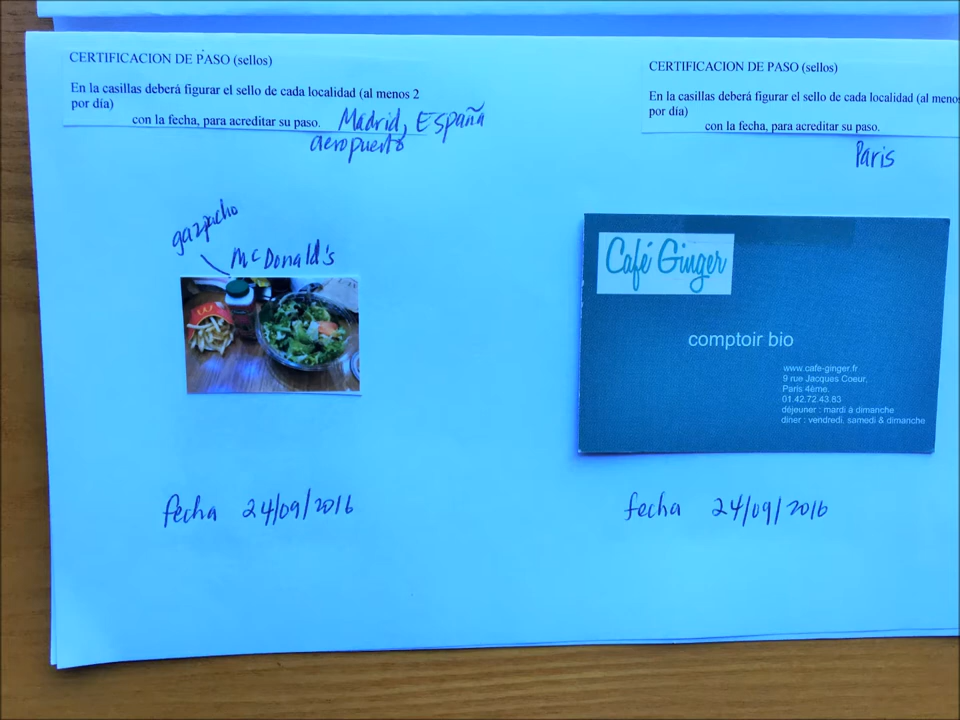 CERTIFICACION DE PASO (sellos)
En la casillas deberá figurar el sello de cada localidad (al menos 2
por día)
con la fecha, para acreditar su paso. Madrid, España
aeropuerto
gazpacho
McDonald's
fecha 24/09/2016
CERTIFICACION DE PASO (sellos)
En la casillas deberá figurar el sello de cada localidad (al menos
por día)
con la fecha, para acreditar su paso.
Paris
Café Ginger
comptoir bio
www.cafe-ginger.fr
9 rue Jacques Coeur,
Paris 4ème.
01.42.72.43.83
déjeuner : mardi à dimanche
diner : vendredi, samedi & dimanche
fecha 24/09/2016